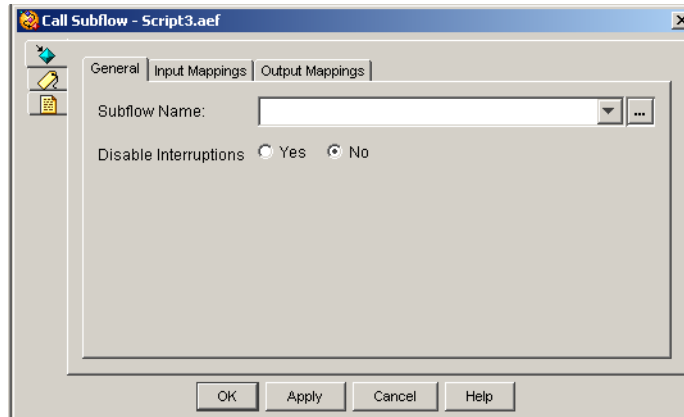 Call Subflow - Script3.aef
General Input Mappings Output Mappings
Subflow Name:
...
Disable Interruptions Yes No
OK Apply Cancel Help